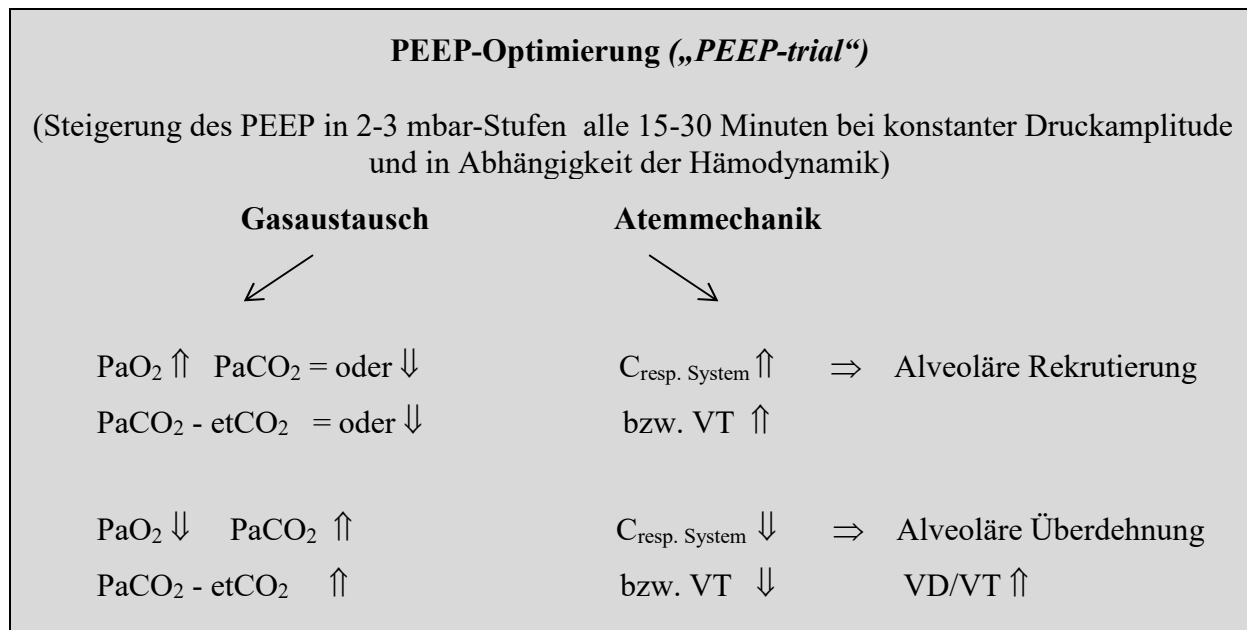 PEEP-Optimierung („PEEP-trial“)
(Steigerung des PEEP in 2-3 mbar-Stufen alle 15-30 Minuten bei konstanter Druckamplitude
und in Abhängigkeit der Hämodynamik)
Gasaustausch Atemmechanik
PaO₂ ⇑ PaCO₂ = oder ⇓ C resp. System ⇑ ⇒ Alveoläre Rekrutierung
PaCO₂ - etCO₂ = oder ⇓ bzw. VT ⇑
PaO₂ ⇓ PaCO₂ ⇑ C resp. System ⇓ ⇒ Alveoläre Überdehnung
PaCO₂ - etCO₂ ⇑ bzw. VT ⇓ VD/VT ⇑